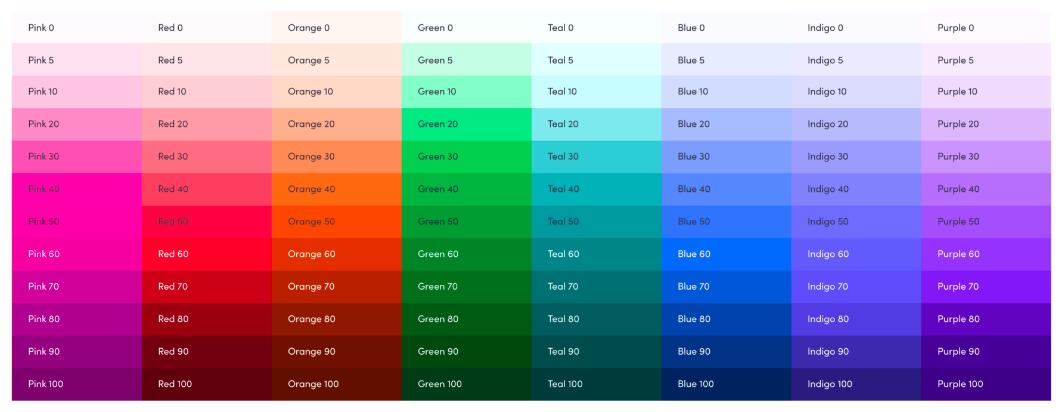 Pink 0 Red 0 Orange 0 Green 0 Teal 0 Blue 0 Indigo 0 Purple 0
Pink 5 Red 5 Orange 5 Green 5 Teal 5 Blue 5 Indigo 5 Purple 5
Pink 10 Red 10 Orange 10 Green 10 Teal 10 Blue 10 Indigo 10 Purple 10
Pink 20 Red 20 Orange 20 Green 20 Teal 20 Blue 20 Indigo 20 Purple 20
Pink 30 Red 30 Orange 30 Green 30 Teal 30 Blue 30 Indigo 30 Purple 30
Pink 40 Red 40 Orange 40 Green 40 Teal 40 Blue 40 Indigo 40 Purple 40
Pink 50 Red 50 Orange 50 Green 50 Teal 50 Blue 50 Indigo 50 Purple 50
Pink 60 Red 60 Orange 60 Green 60 Teal 60 Blue 60 Indigo 60 Purple 60
Pink 70 Red 70 Orange 70 Green 70 Teal 70 Blue 70 Indigo 70 Purple 70
Pink 80 Red 80 Orange 80 Green 80 Teal 80 Blue 80 Indigo 80 Purple 80
Pink 90 Red 90 Orange 90 Green 90 Teal 90 Blue 90 Indigo 90 Purple 90
Pink 100 Red 100 Orange 100 Green 100 Teal 100 Blue 100 Indigo 100 Purple 100